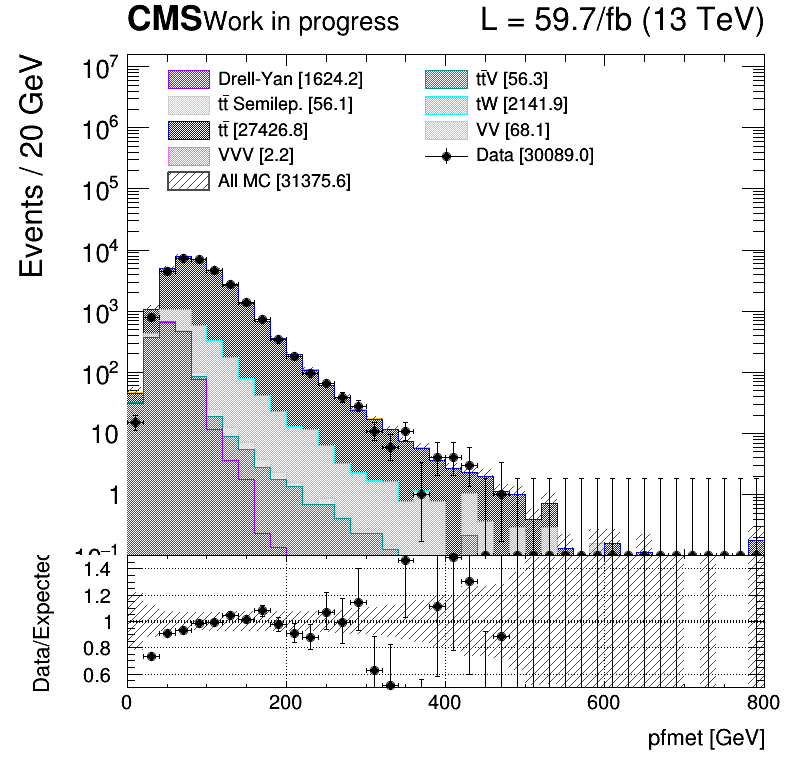 CMS Work in progress L = 59.7/fb (13 TeV)
Events / 20 GeV
10⁷
10⁶
10⁵
10⁴
10³
10²
10
1
10⁻¹
Drell-Yan [1624.2]
tt̄ Semilep. [56.1]
tt̄ [27426.8]
VVV [2.2]
All MC [31375.6]
tt̄V [56.3]
tW [2141.9]
VV [68.1]
Data [30089.0]
Data/Expected
1.4
1.2
1
0.8
0.6
0 200 400 600 800
pfmet [GeV]